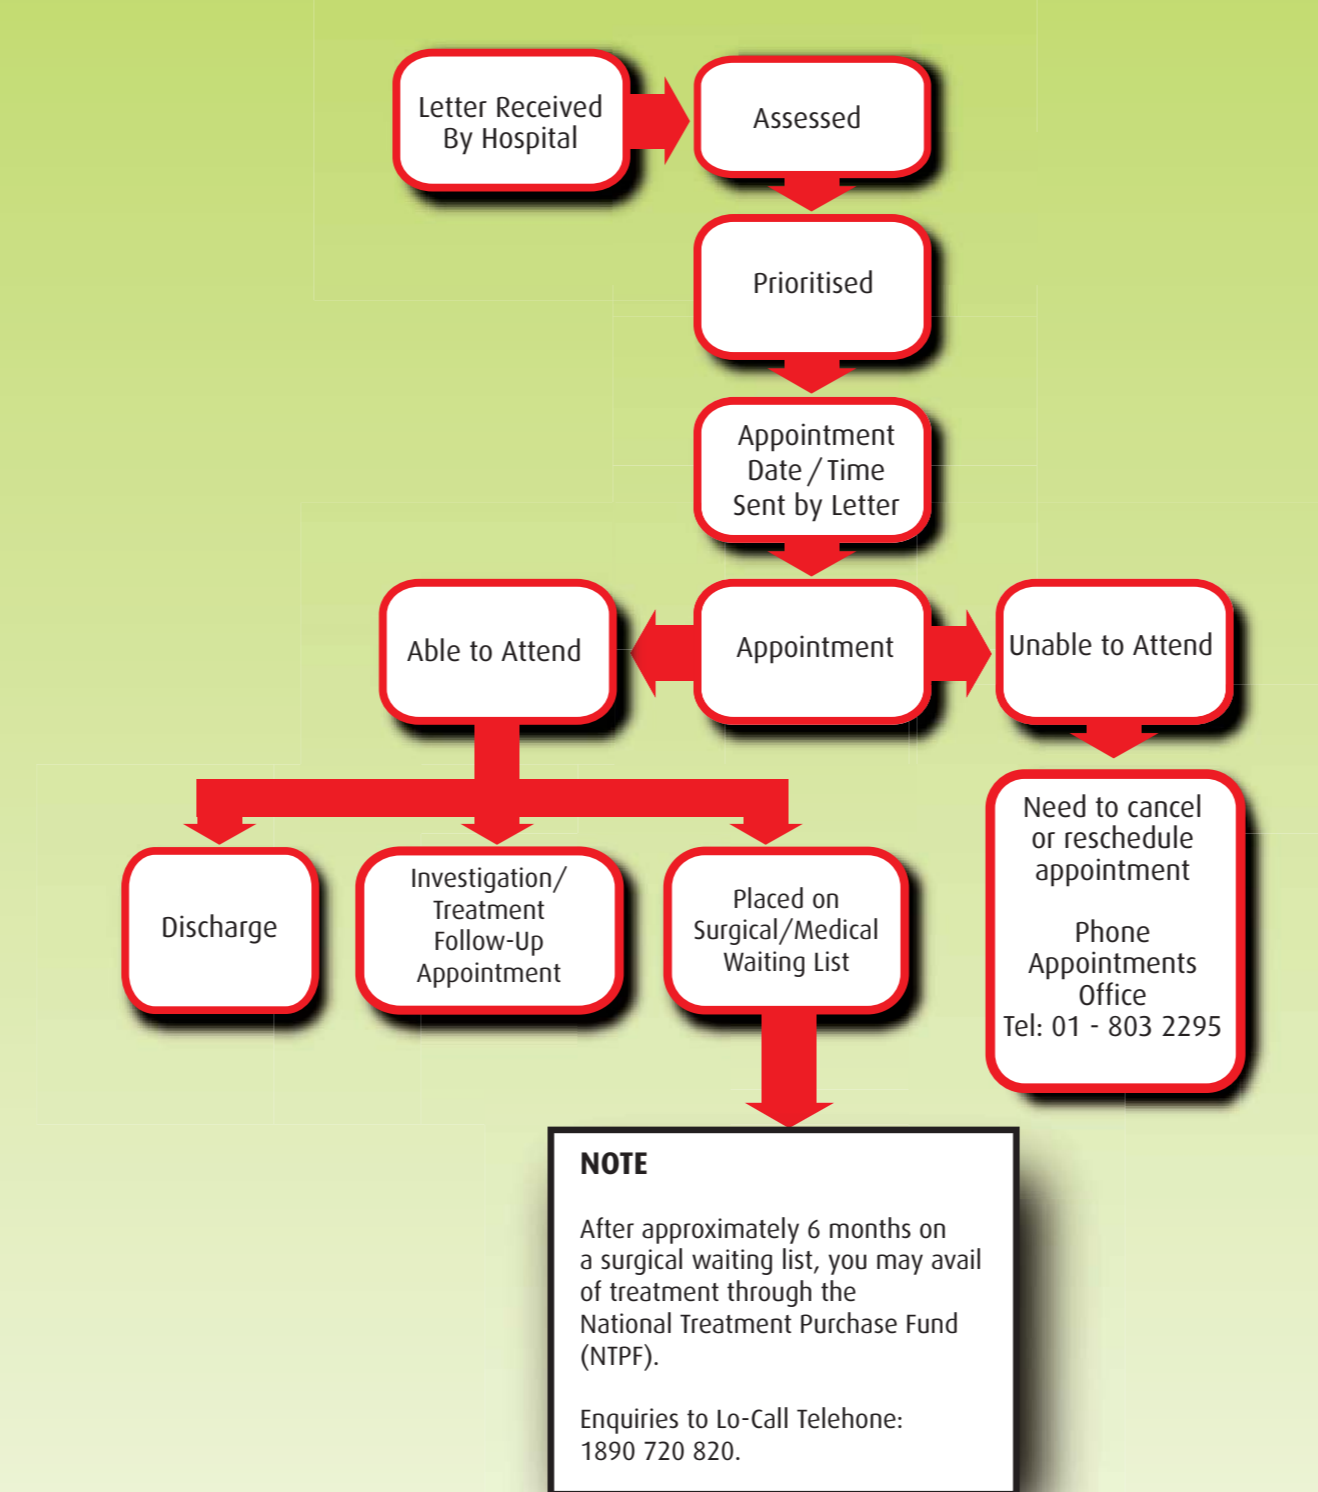 Letter Received
By Hospital
Assessed
Prioritised
Appointment
Date / Time
Sent by Letter
Able to Attend
Appointment
Unable to Attend
Discharge
Investigation/
Treatment
Follow-Up
Appointment
Placed on
Surgical/Medical
Waiting List
Need to cancel
or reschedule
appointment
Phone
Appointments
Office
Tel: 01 - 803 2295
NOTE
After approximately 6 months on
a surgical waiting list, you may avail
of treatment through the
National Treatment Purchase Fund
(NTPF).
Enquiries to Lo-Call Telehone:
1890 720 820.